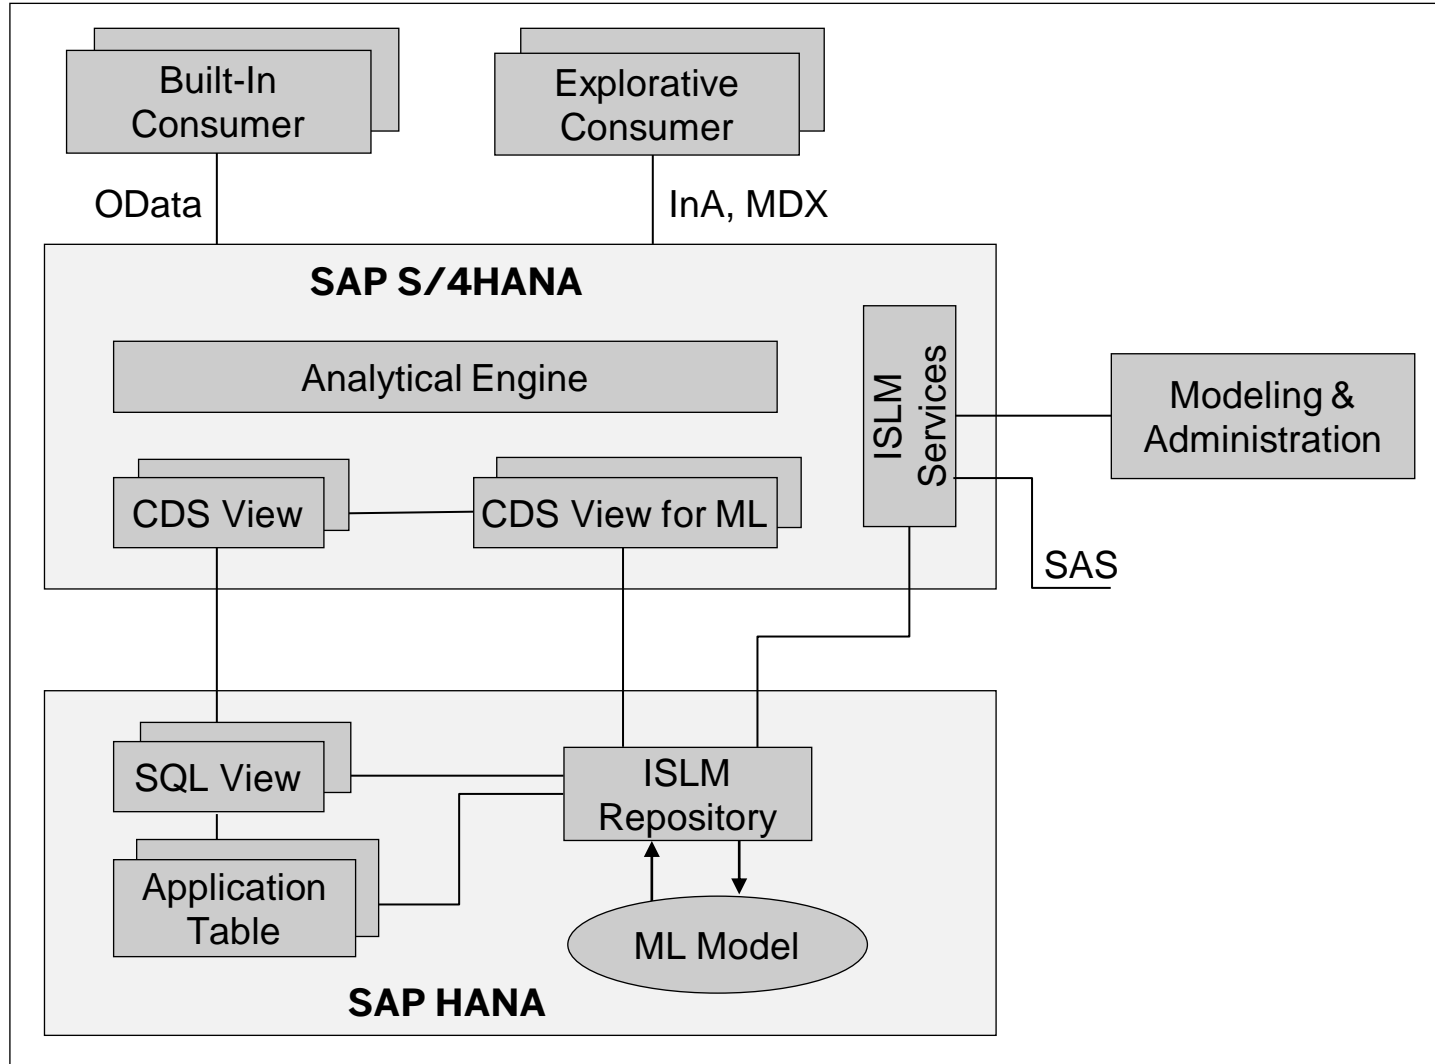 Built-In
Consumer
Explorative
Consumer
OData
InA, MDX
SAP S/4HANA
Analytical Engine
ISLM
Services
Modeling &
Administration
CDS View
CDS View for ML
SAS
SQL View
ISLM
Repository
Application
Table
ML Model
SAP HANA